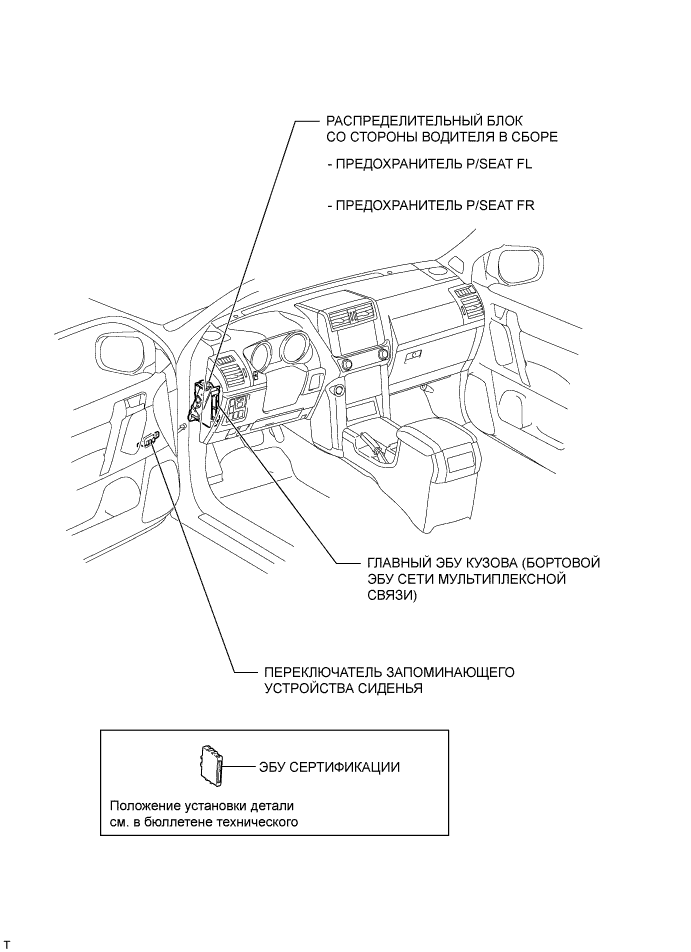 РАСПРЕДЕЛИТЕЛЬНЫЙ БЛОК
СО СТОРОНЫ ВОДИТЕЛЯ В СБОРЕ
- ПРЕДОХРАНИТЕЛЬ P/SEAT FL
- ПРЕДОХРАНИТЕЛЬ P/SEAT FR
ГЛАВНЫЙ ЭБУ КУЗОВА (БОРТОВОЙ
ЭБУ СЕТИ МУЛЬТИПЛЕКСНОЙ
СВЯЗИ)
ПЕРЕКЛЮЧАТЕЛЬ ЗАПОМИНАЮЩЕГО
УСТРОЙСТВА СИДЕНЬЯ
ЭБУ СЕРТИФИКАЦИИ
Положение установки детали
см. в бюллетене технического
T